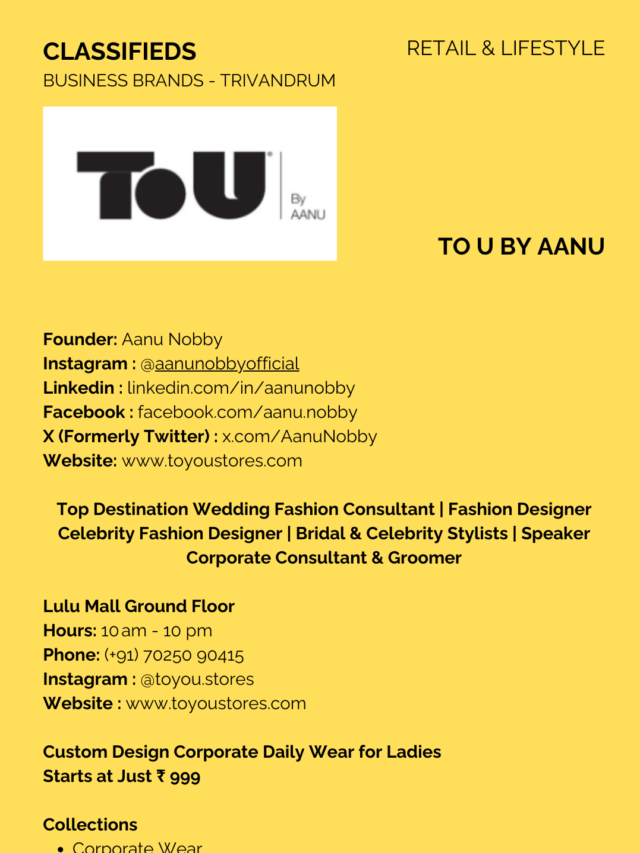 CLASSIFIEDS
RETAIL & LIFESTYLE
BUSINESS BRANDS - TRIVANDRUM
ToU
By
AANU
TO U BY AANU
Founder: Aanu Nobby
Instagram : @aanunobbyofficial
Linkedin : linkedin.com/in/aanunobby
Facebook : facebook.com/aanu.nobby
X (Formerly Twitter) : x.com/AanuNobby
Website: www.toyoustores.com
Top Destination Wedding Fashion Consultant | Fashion Designer
Celebrity Fashion Designer | Bridal & Celebrity Stylists | Speaker
Corporate Consultant & Groomer
Lulu Mall Ground Floor
Hours: 10 am - 10 pm
Phone: (+91) 70250 90415
Instagram : @toyou.stores
Website : www.toyoustores.com
Custom Design Corporate Daily Wear for Ladies
Starts at Just ₹ 999
Collections
• Corporate Wear